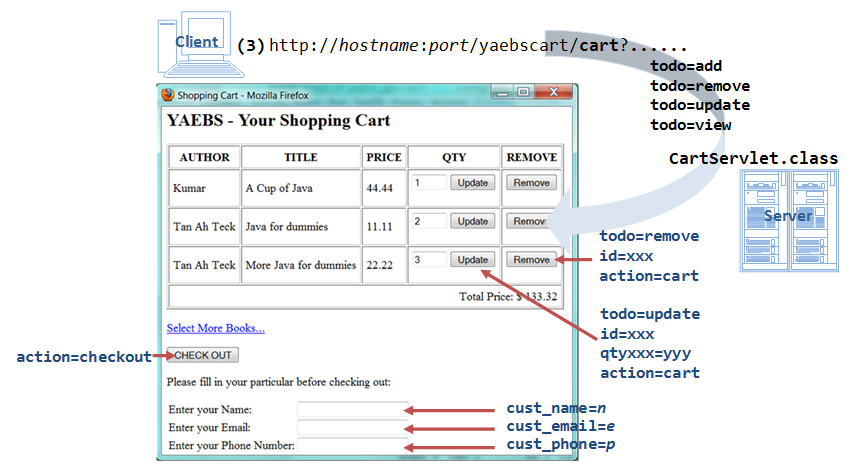 Client
(3) http://hostname:port/yaebscart/cart?......
todo=add
todo=remove
todo=update
todo=view
CartServlet.class
Server
Shopping Cart - Mozilla Firefox
YAEBS - Your Shopping Cart
AUTHOR TITLE PRICE QTY REMOVE
Kumar A Cup of Java 44.44 1 Update Remove
Tan Ah Teck Java for dummies 11.11 2 Update Remove
Tan Ah Teck More Java for dummies 22.22 3 Update Remove
Total Price: $ 133.32
todo=remove
id=xxx
action=cart
todo=update
id=xxx
qtyxxx=yyy
action=cart
Select More Books...
action=checkout
CHECK OUT
Please fill in your particular before checking out:
Enter your Name:
cust_name=n
Enter your Email:
cust_email=e
Enter your Phone Number:
cust_phone=p